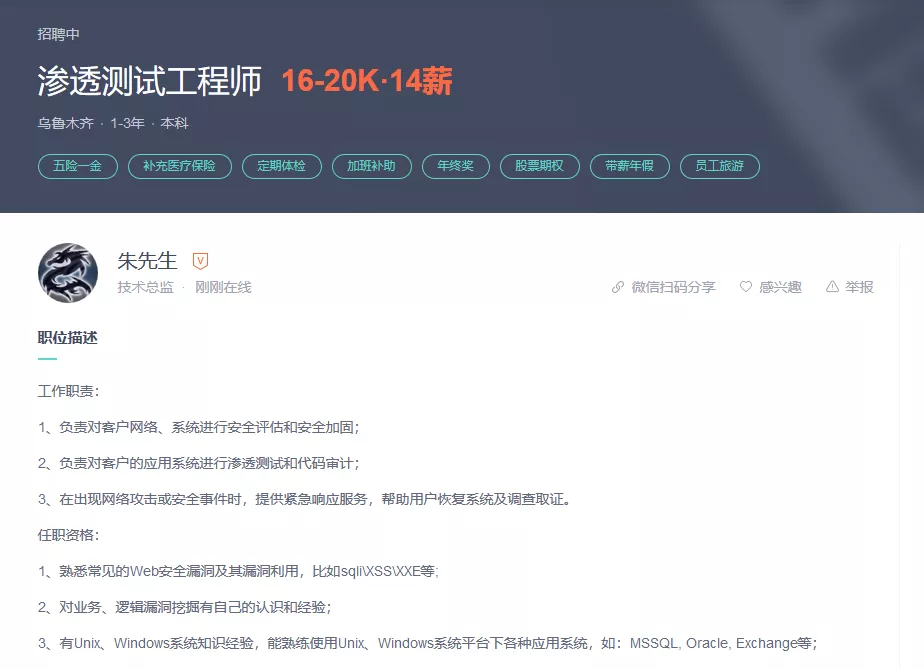 招聘中
渗透测试工程师 16-20K·14薪
乌鲁木齐 · 1-3年 · 本科
五险一金 补充医疗保险 定期体检 加班补助 年终奖 股票期权 带薪年假 员工旅游
朱先生 V
技术总监 · 刚刚在线 微信扫码分享 感兴趣 举报
职位描述
工作职责：
1、负责对客户网络、系统进行安全评估和安全加固；
2、负责对客户的应用系统进行渗透测试和代码审计；
3、在出现网络攻击或安全事件时，提供紧急响应服务，帮助用户恢复系统及调查取证。
任职资格：
1、熟悉常见的Web安全漏洞及其漏洞利用，比如sqli\XSS\XXE等;
2、对业务、逻辑漏洞挖掘有自己的认识和经验；
3、有Unix、Windows系统知识经验，能熟练使用Unix、Windows系统平台下各种应用系统，如：MSSQL, Oracle, Exchange等；